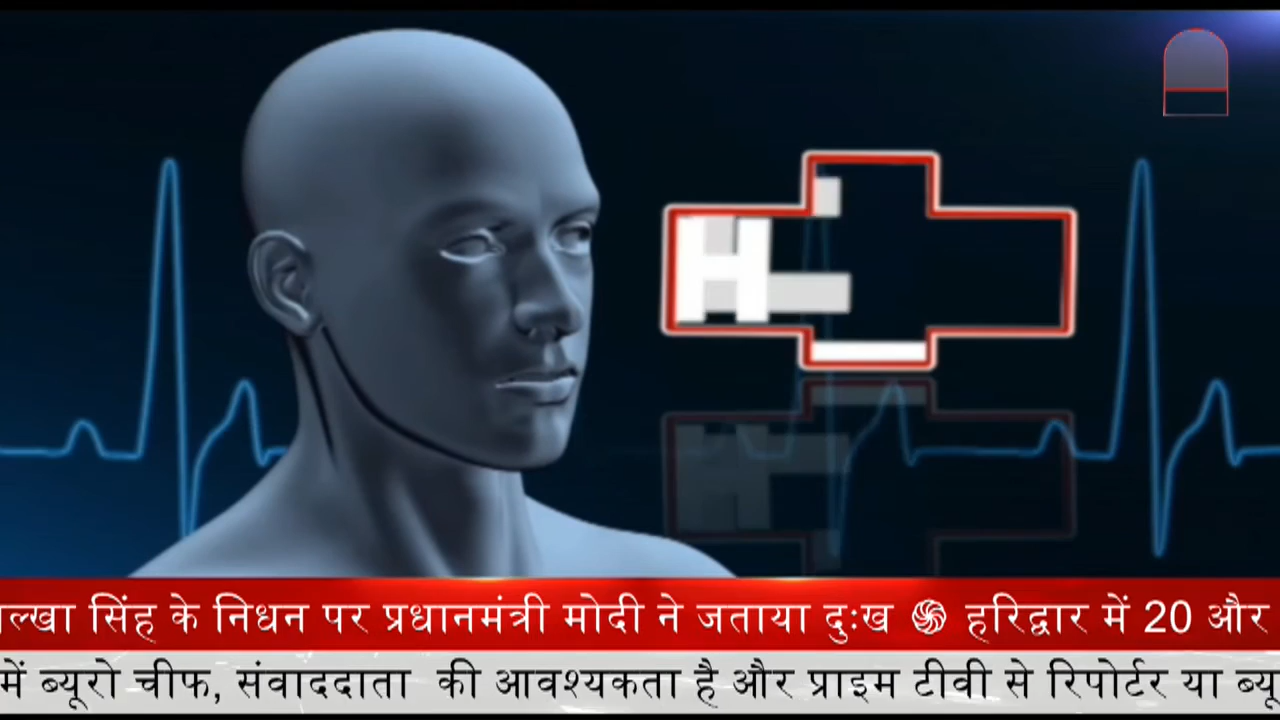 H
सिंह के निधन पर प्रधानमंत्री मोदी ने जताया दुःख ֍ हरिद्वार में 20 और
में ब्यूरो चीफ, संवाददाता की आवश्यकता है और प्राइम टीवी से रिपोर्टर या